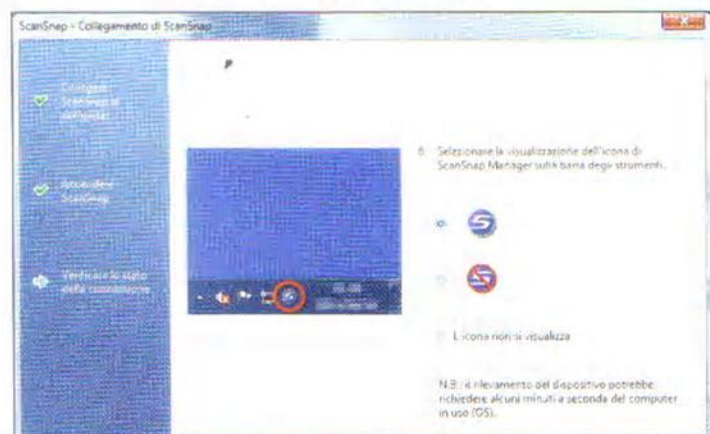 ScanSnap - Collegamento di ScanSnap
Collegare
ScanSnap al
computer
Accendere
ScanSnap
Verificare lo stato
della connessione
6. Selezionare la visualizzazione dell'icona di
ScanSnap Manager sulla barra degli strumenti.
L'icona non si visualizza
N.B.: il rilevamento del dispositivo potrebbe
richiedere alcuni minuti a seconda del computer
in uso (OS).